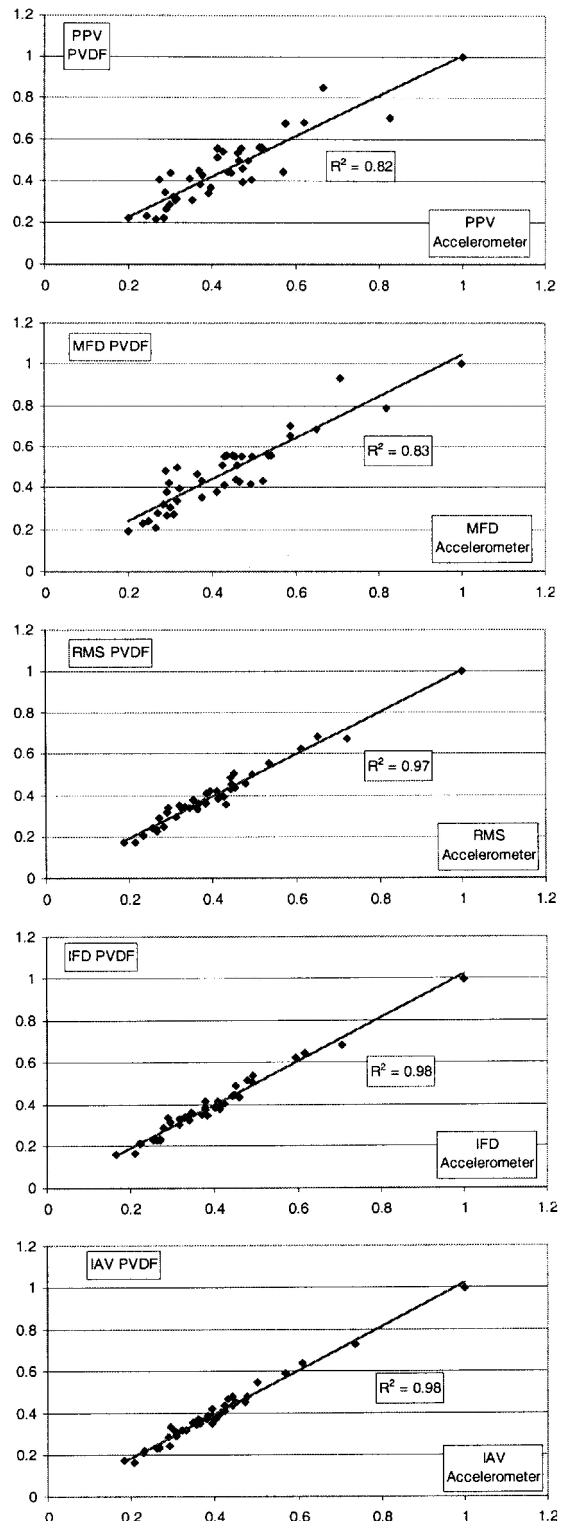 1.2
PPV
PVDF
1
0.8
0.6
R² = 0.82
0.4
0.2
PPV
Accelerometer
0
0 0.2 0.4 0.6 0.8 1 1.2
1.2
MFD PVDF
1
0.8
0.6
R² = 0.83
0.4
0.2
MFD
Accelerometer
0
0 0.2 0.4 0.6 0.8 1 1.2
1.2
RMS PVDF
1
0.8
0.6
R² = 0.97
0.4
0.2
RMS
Accelerometer
0
0 0.2 0.4 0.6 0.8 1 1.2
1.2
IFD PVDF
1
0.8
0.6
R² = 0.98
0.4
0.2
IFD
Accelerometer
0
0 0.2 0.4 0.6 0.8 1 1.2
1.2
IAV PVDF
1
0.8
0.6
R² = 0.98
0.4
0.2
IAV
Accelerometer
0
0 0.2 0.4 0.6 0.8 1 1.2